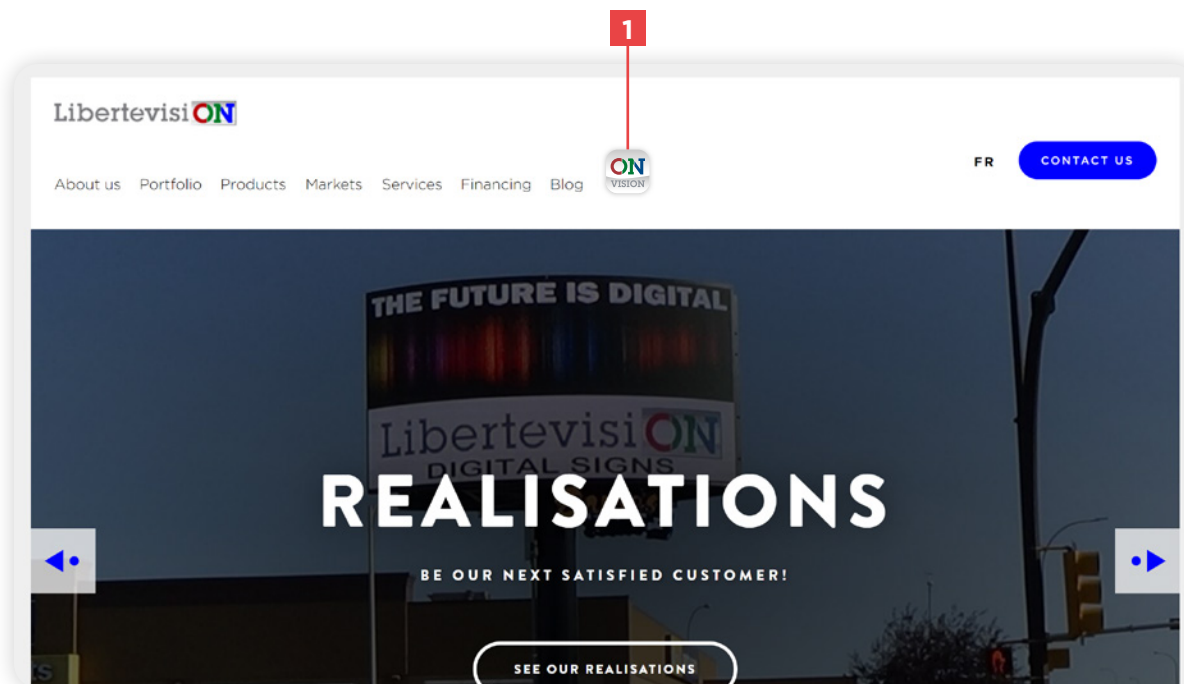 1
LibertevisiON
About us Portfolio Products Markets Services Financing Blog
ON
VISION
FR
CONTACT US
THE FUTURE IS DIGITAL
LibertevisiON
DIGITAL SIGNS
REALISATIONS
BE OUR NEXT SATISFIED CUSTOMER!
SEE OUR REALISATIONS